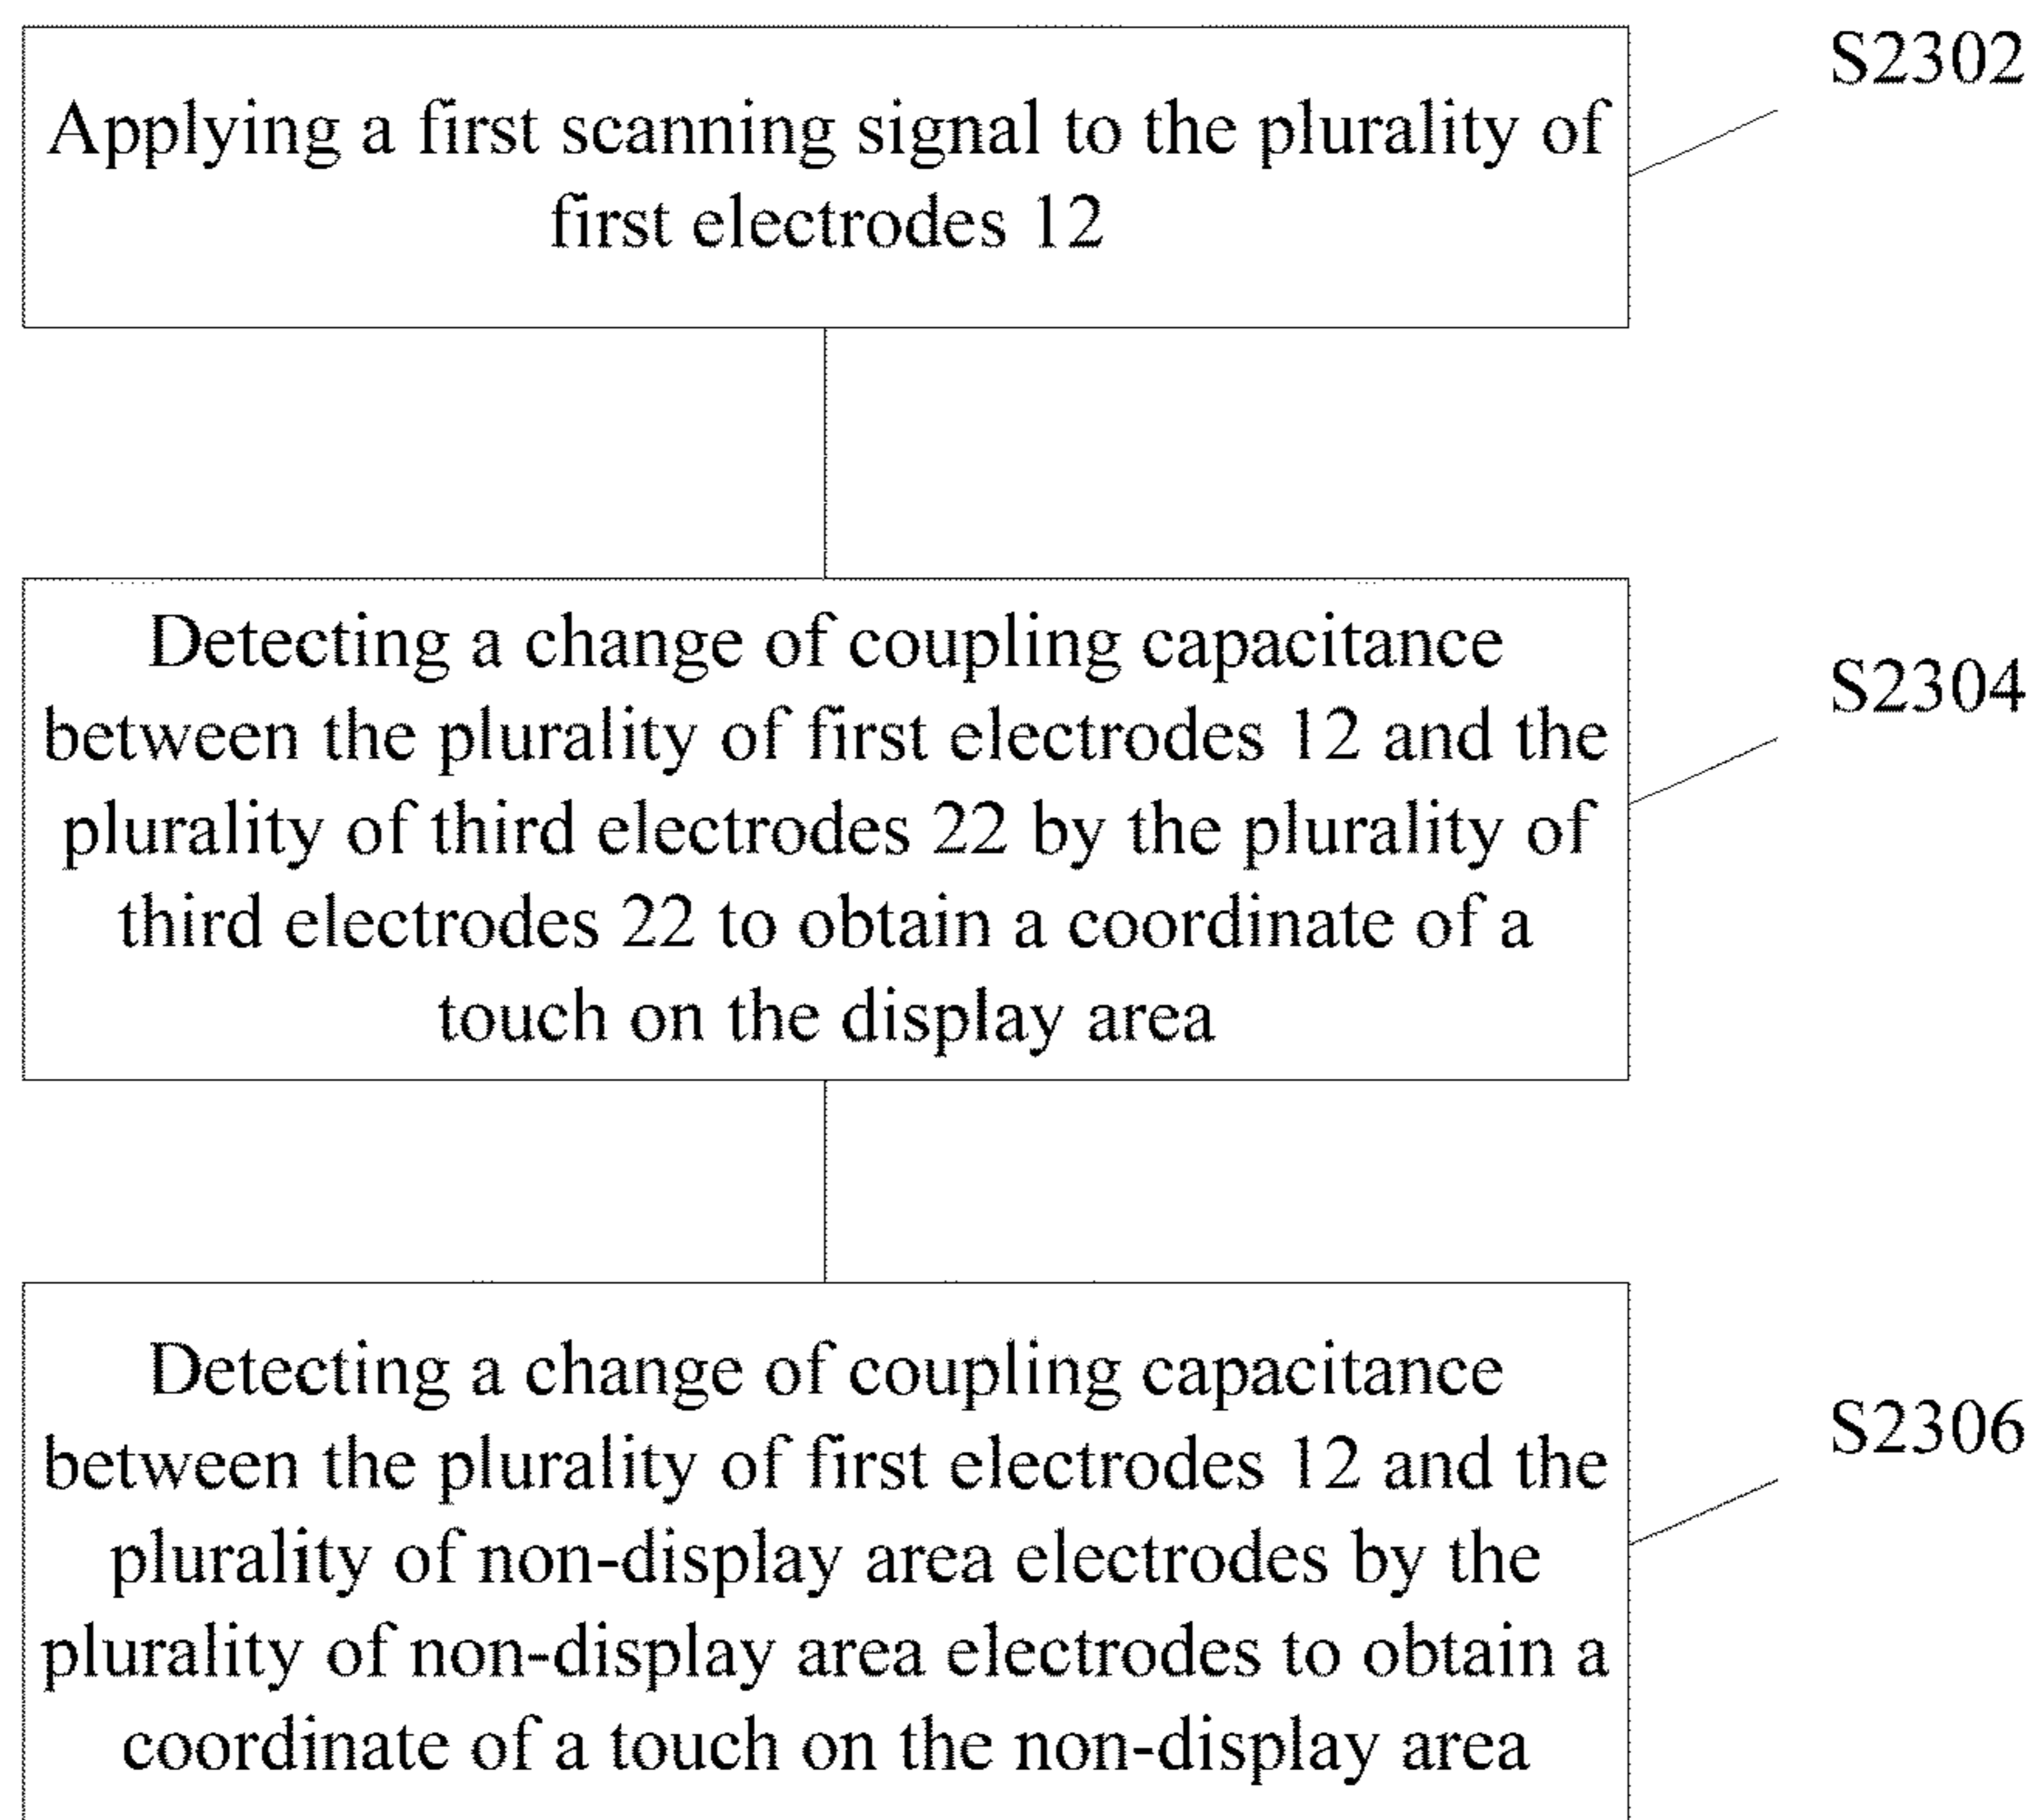 S2302
Applying a first scanning signal to the plurality of
first electrodes 12
Detecting a change of coupling capacitance
S2304
between the plurality of first electrodes 12 and the
plurality of third electrodes 22 by the plurality of
third electrodes 22 to obtain a coordinate of a
touch on the display area
Detecting a change of coupling capacitance
S2306
between the plurality of first electrodes 12 and the
plurality of non-display area electrodes by the
plurality of non-display area electrodes to obtain a
coordinate of a touch on the non-display area